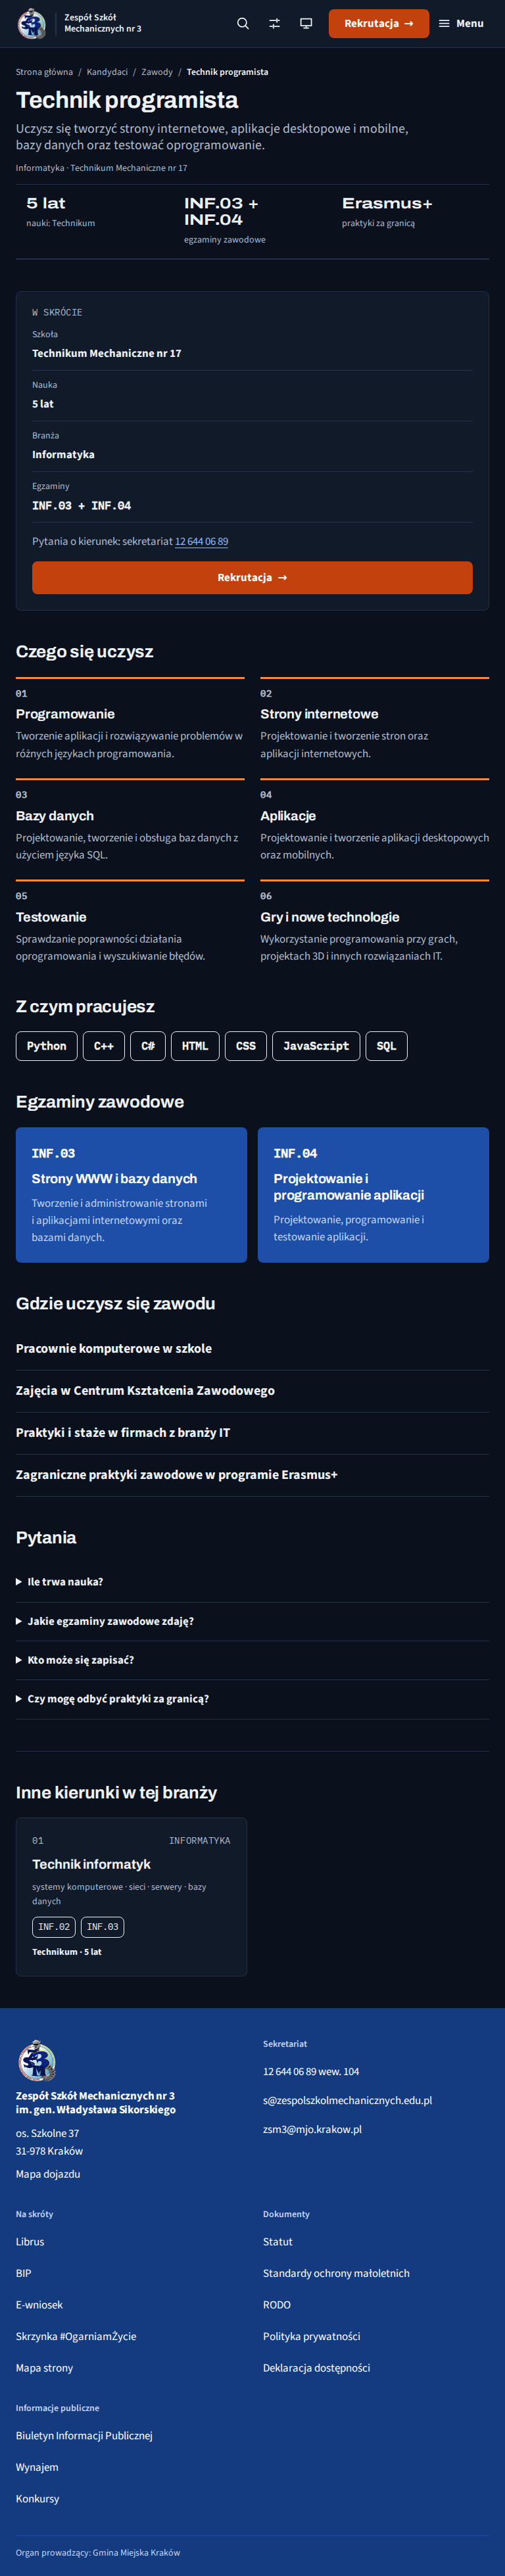 Zespół Szkół
Mechanicznych nr 3
Rekrutacja →
Menu
Strona główna / Kandydaci / Zawody / Technik programista
Technik programista
Uczysz się tworzyć strony internetowe, aplikacje desktopowe i mobilne,
bazy danych oraz testować oprogramowanie.
Informatyka · Technikum Mechaniczne nr 17
5 lat
nauki: Technikum
INF.03 +
INF.04
egzaminy zawodowe
Erasmus+
praktyki za granicą
W SKRÓCIE
Szkoła
Technikum Mechaniczne nr 17
Nauka
5 lat
Branża
Informatyka
Egzaminy
INF.03 + INF.04
Pytania o kierunek: sekretariat 12 644 06 89
Rekrutacja →
Czego się uczysz
01
Programowanie
Tworzenie aplikacji i rozwiązywanie problemów w
różnych językach programowania.
02
Strony internetowe
Projektowanie i tworzenie stron oraz
aplikacji internetowych.
03
Bazy danych
Projektowanie, tworzenie i obsługa baz danych z
użyciem języka SQL.
04
Aplikacje
Projektowanie i tworzenie aplikacji desktopowych
oraz mobilnych.
05
Testowanie
Sprawdzanie poprawności działania
oprogramowania i wyszukiwanie błędów.
06
Gry i nowe technologie
Wykorzystanie programowania przy grach,
projektach 3D i innych rozwiązaniach IT.
Z czym pracujesz
Python
C++
C#
HTML
CSS
JavaScript
SQL
Egzaminy zawodowe
INF.03
Strony WWW i bazy danych
Tworzenie i administrowanie stronami
i aplikacjami internetowymi oraz
bazami danych.
INF.04
Projektowanie i
programowanie aplikacji
Projektowanie, programowanie i
testowanie aplikacji.
Gdzie uczysz się zawodu
Pracownie komputerowe w szkole
Zajęcia w Centrum Kształcenia Zawodowego
Praktyki i staże w firmach z branży IT
Zagraniczne praktyki zawodowe w programie Erasmus+
Pytania
Ile trwa nauka?
Jakie egzaminy zawodowe zdaję?
Kto może się zapisać?
Czy mogę odbyć praktyki za granicą?
Inne kierunki w tej branży
01
INFORMATYKA
Technik informatyk
systemy komputerowe · sieci · serwery · bazy
danych
INF.02
INF.03
Technikum · 5 lat
Zespół Szkół Mechanicznych nr 3
im. gen. Władysława Sikorskiego
os. Szkolne 37
31-978 Kraków
Mapa dojazdu
Sekretariat
12 644 06 89 wew. 104
s@zespolszkolmechanicznych.edu.pl
zsm3@mjo.krakow.pl
Na skróty
Librus
BIP
E-wniosek
Skrzynka #OgarniamŻycie
Mapa strony
Dokumenty
Statut
Standardy ochrony małoletnich
RODO
Polityka prywatności
Deklaracja dostępności
Informacje publiczne
Biuletyn Informacji Publicznej
Wynajem
Konkursy
Organ prowadzący: Gmina Miejska Kraków